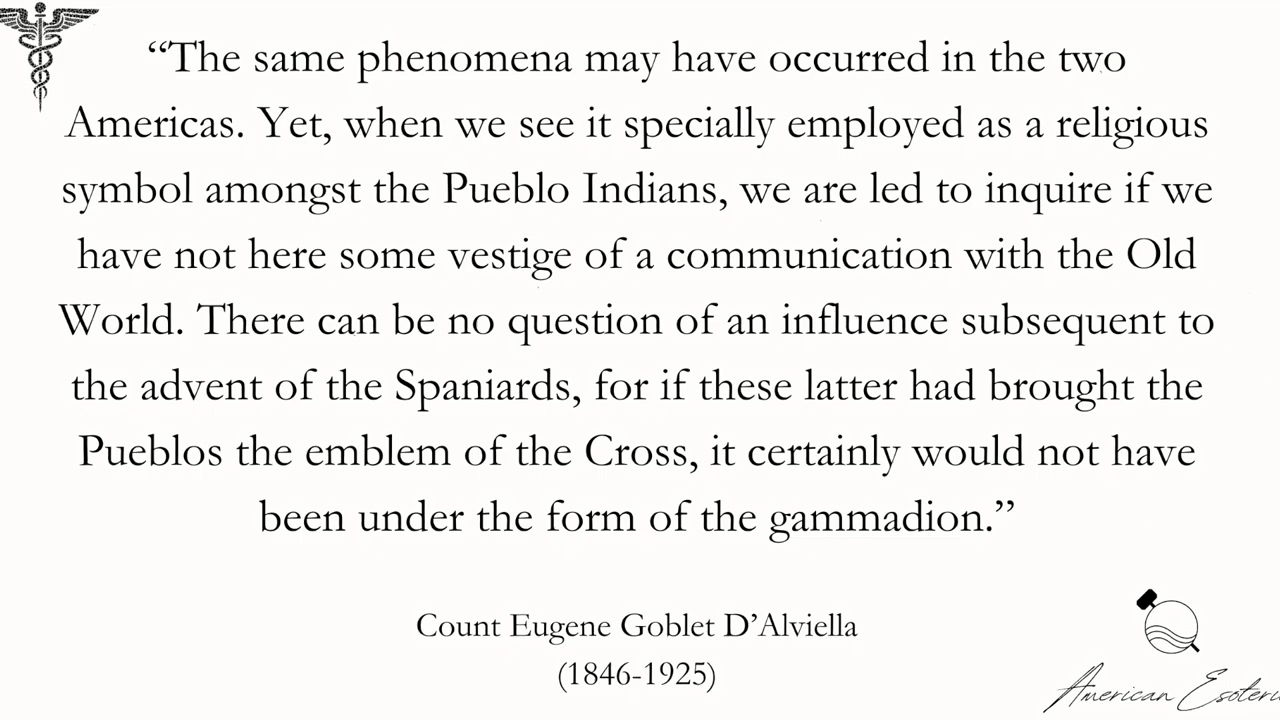 “The same phenomena may have occurred in the two
Americas. Yet, when we see it specially employed as a religious
symbol amongst the Pueblo Indians, we are led to inquire if we
have not here some vestige of a communication with the Old
World. There can be no question of an influence subsequent to
the advent of the Spaniards, for if these latter had brought the
Pueblos the emblem of the Cross, it certainly would not have
been under the form of the gammadion.”
Count Eugene Goblet D’Alviella
(1846-1925)
American